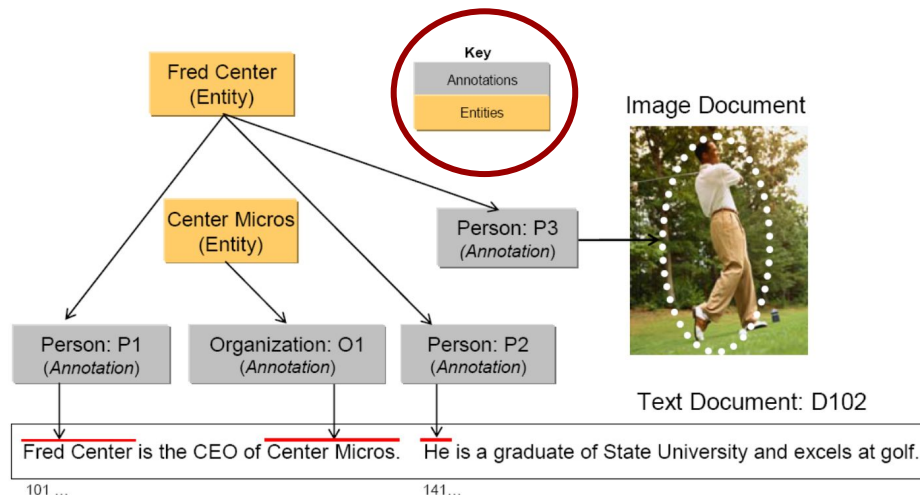 Key
Annotations
Entities
Fred Center
(Entity)
Image Document
Center Micros
(Entity)
Person: P3
(Annotation)
Person: P1
(Annotation)
Organization: O1
(Annotation)
Person: P2
(Annotation)
Text Document: D102
Fred Center is the CEO of Center Micros. He is a graduate of State University and excels at golf.
101 ...
141...